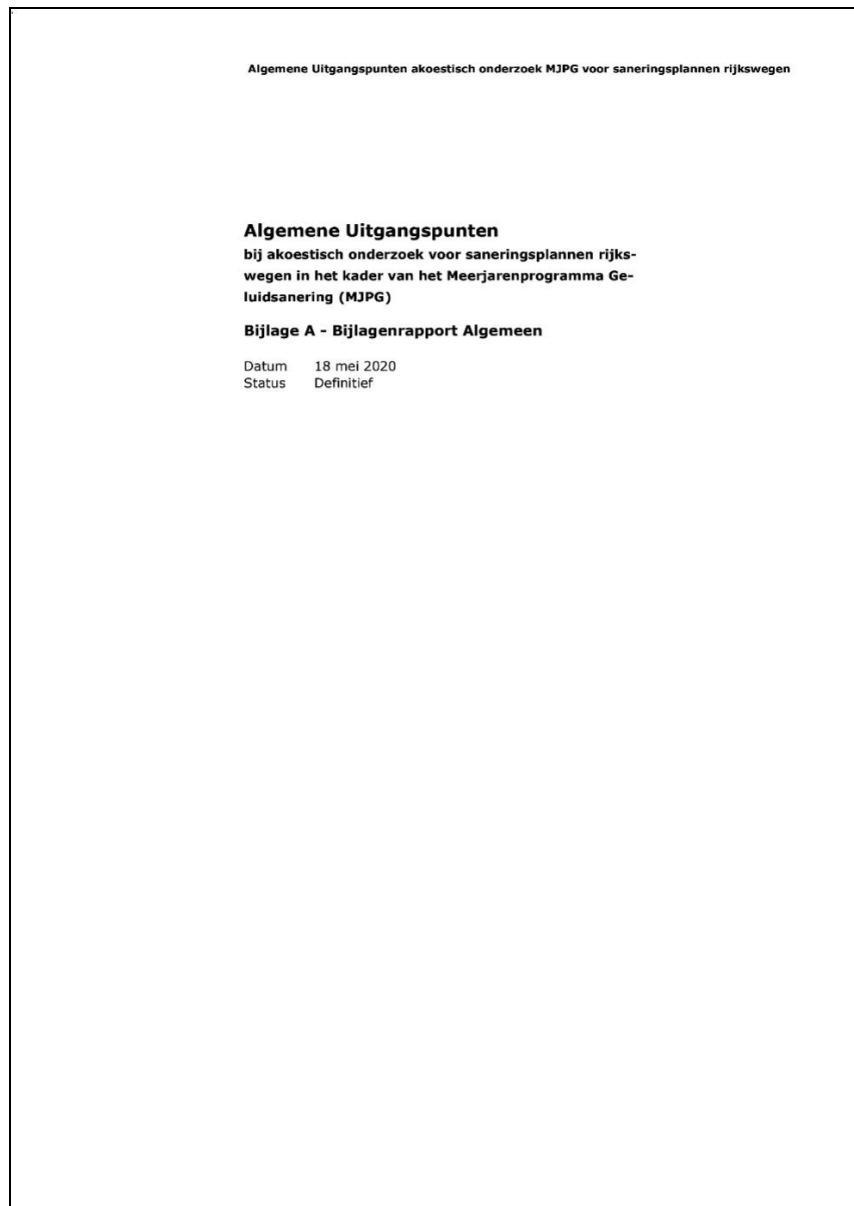 Algemene Uitgangspunten akoestisch onderzoek MJPG voor saneringsplannen rijkswegen
Algemene Uitgangspunten
bij akoestisch onderzoek voor saneringsplannen rijks-
wegen in het kader van het Meerjarenprogramma Ge-
luidsanering (MJPG)
Bijlage A - Bijlagenrapport Algemeen
Datum 18 mei 2020
Status Definitief